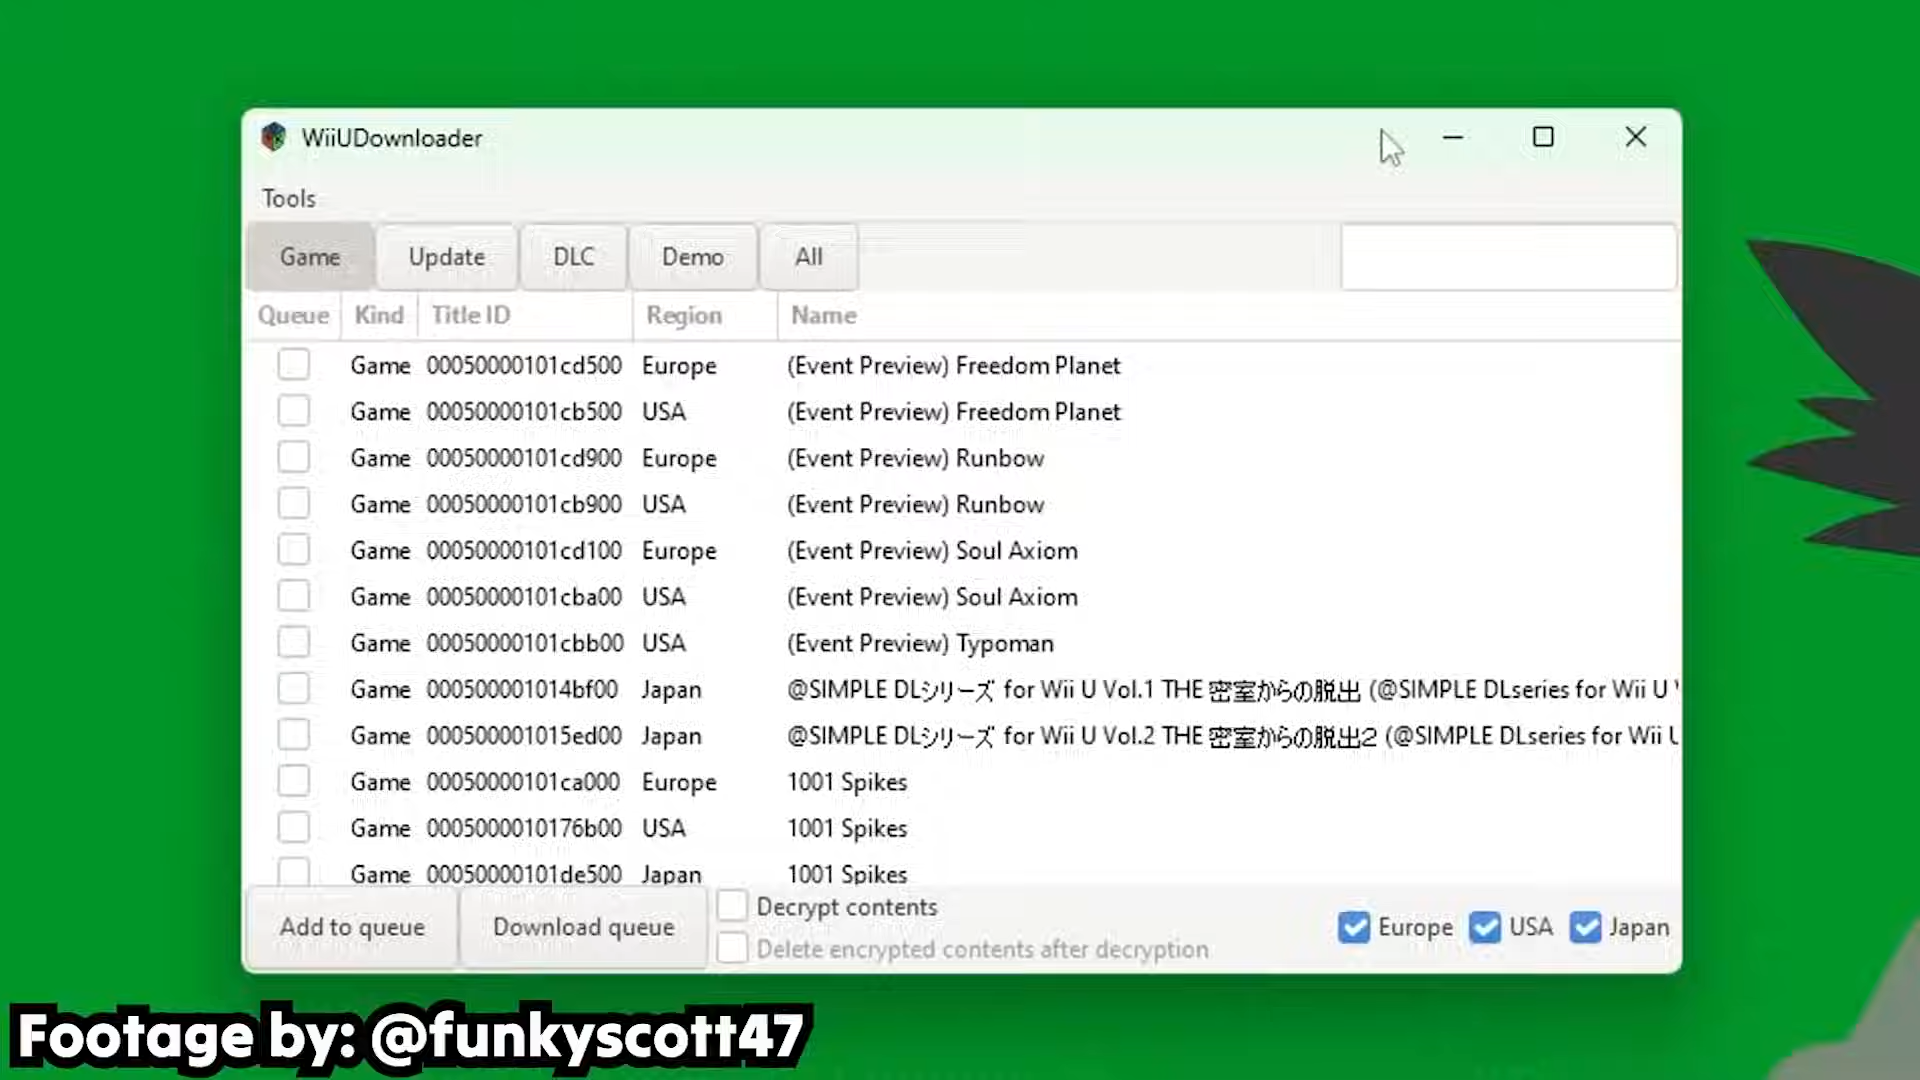 WiiUDownloader
Tools
Game Update DLC Demo All
Queue Kind Title ID Region Name
Game 00050000101cd500 Europe (Event Preview) Freedom Planet
Game 00050000101cb500 USA (Event Preview) Freedom Planet
Game 00050000101cd900 Europe (Event Preview) Runbow
Game 00050000101cb900 USA (Event Preview) Runbow
Game 00050000101cd100 Europe (Event Preview) Soul Axiom
Game 00050000101cba00 USA (Event Preview) Soul Axiom
Game 00050000101cbb00 USA (Event Preview) Typoman
Game 000500001014bf00 Japan @SIMPLE DLシリーズ for Wii U Vol.1 THE 密室からの脱出 (@SIMPLE DLseries for Wii U
Game 000500001015ed00 Japan @SIMPLE DLシリーズ for Wii U Vol.2 THE 密室からの脱出2 (@SIMPLE DLseries for Wii U
Game 00050000101ca000 Europe 1001 Spikes
Game 0005000010176b00 USA 1001 Spikes
Game 00050000101de500 Japan 1001 Spikes
Add to queue Download queue Decrypt contents Europe USA Japan
Delete encrypted contents after decryption
Footage by: @funkyscott47